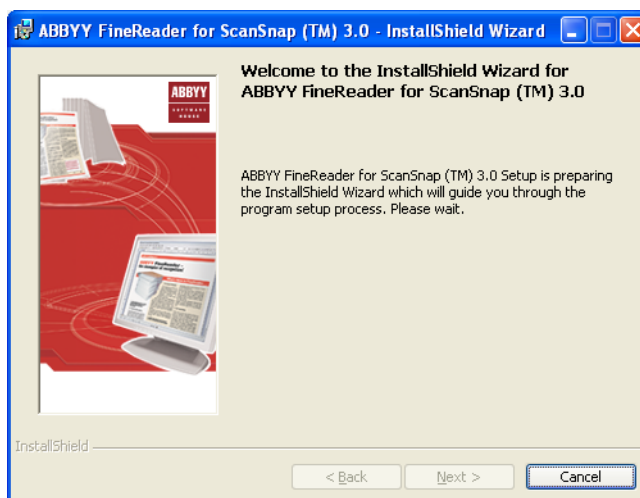 ABBYY FineReader for ScanSnap (TM) 3.0 - InstallShield Wizard
ABBYY
SOFTWARE
HOUSE
Welcome to the InstallShield Wizard for
ABBYY FineReader for ScanSnap (TM) 3.0
ABBYY FineReader for ScanSnap (TM) 3.0 Setup is preparing
the InstallShield Wizard which will guide you through the
program setup process. Please wait.
InstallShield
< Back
Next >
Cancel